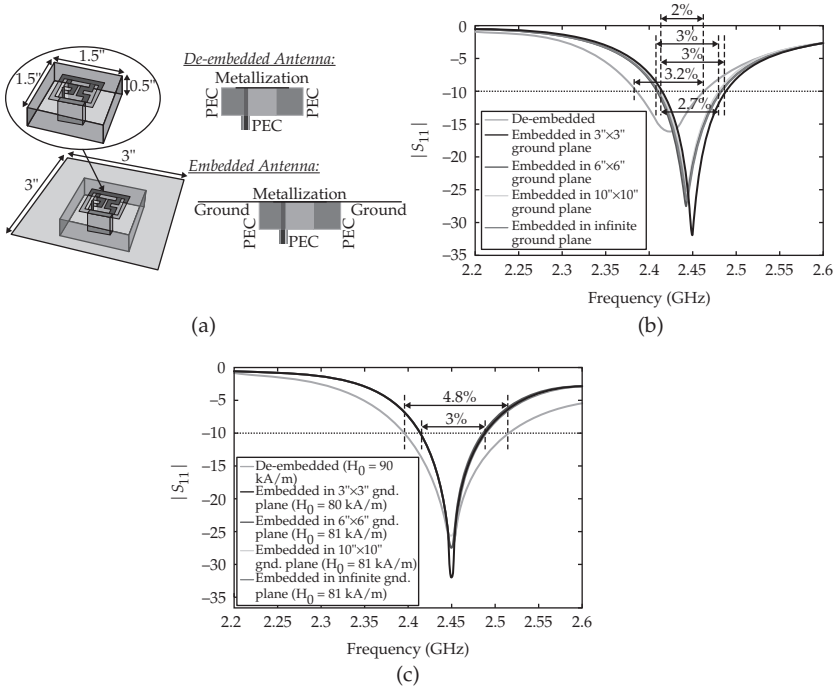 1.5"
1.5"
0.5"
3"
3"
De-embedded Antenna:
Metallization
PEC
PEC
PEC
Embedded Antenna:
Metallization
Ground
Ground
PEC
PEC
PEC
(a)
2%
3%
3%
3.2%
2.7%
0
−5
−10
−15
−20
−25
−30
−35
|S11|
De-embedded
Embedded in 3"×3"
ground plane
Embedded in 6"×6"
ground plane
Embedded in 10"×10"
ground plane
Embedded in infinite
ground plane
2.2 2.25 2.3 2.35 2.4 2.45 2.5 2.55 2.6
Frequency (GHz)
(b)
4.8%
3%
0
−5
−10
−15
−20
−25
−30
−35
|S11|
De-embedded (H0 = 90
kA/m)
Embedded in 3"×3" gnd.
plane (H0 = 80 kA/m)
Embedded in 6"×6" gnd.
plane (H0 = 81 kA/m)
Embedded in 10"×10"
gnd. plane (H0 = 81 kA/m)
Embedded in infinite gnd.
plane (H0 = 81 kA/m)
2.2 2.25 2.3 2.35 2.4 2.45 2.5 2.55 2.6
Frequency (GHz)
(c)